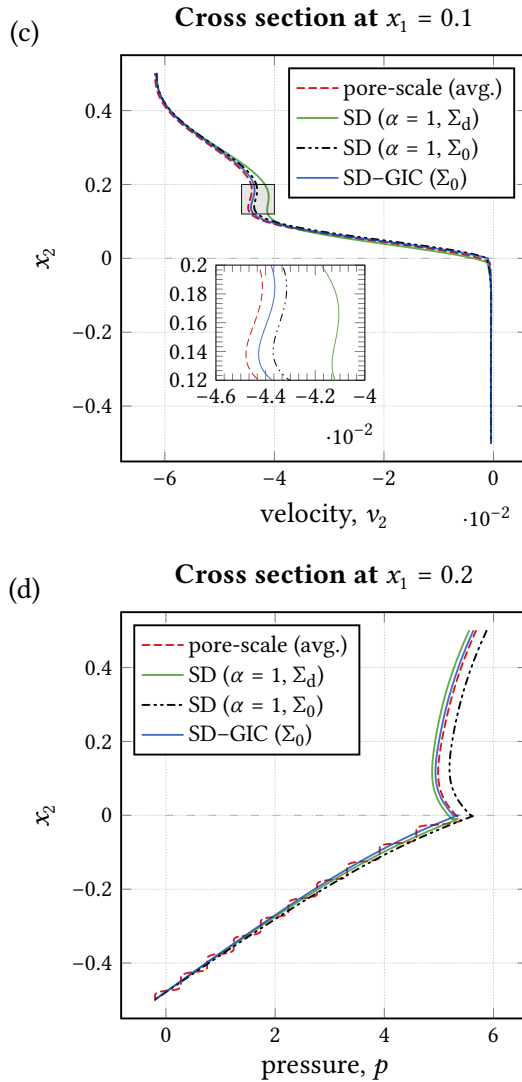 (c)
Cross section at x₁ = 0.1
pore-scale (avg.)
SD (α = 1, Σd)
SD (α = 1, Σ₀)
SD−GIC (Σ₀)
0.4
0.2
0
−0.2
−0.4
x₂
0.2
0.18
0.16
0.14
0.12
−4.6 −4.4 −4.2 −4
·10−2
−6 −4 −2 0
velocity, v₂ ·10−2
(d)
Cross section at x₁ = 0.2
pore-scale (avg.)
SD (α = 1, Σd)
SD (α = 1, Σ₀)
SD−GIC (Σ₀)
0.4
0.2
0
−0.2
−0.4
x₂
0 2 4 6
pressure, p